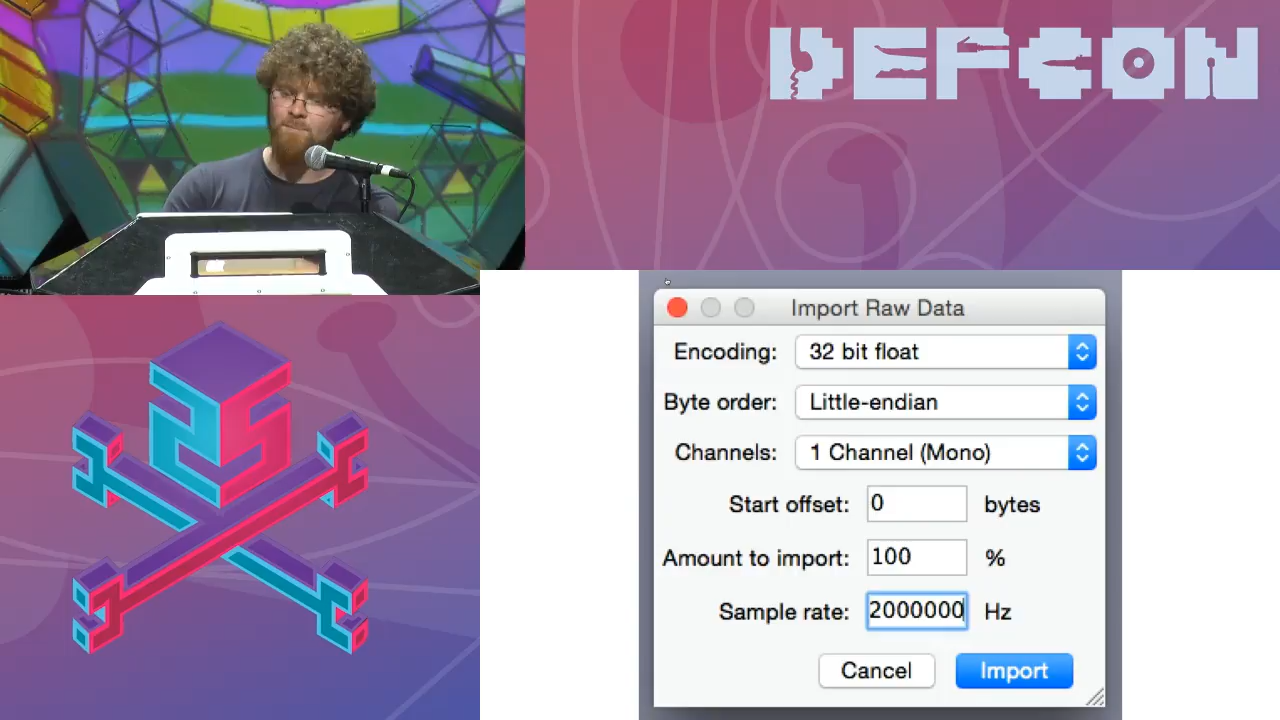 DEFCON
Import Raw Data
Encoding: 32 bit float
Byte order: Little-endian
Channels: 1 Channel (Mono)
Start offset: 0 bytes
Amount to import: 100 %
Sample rate: 2000000 Hz
Cancel Import
25